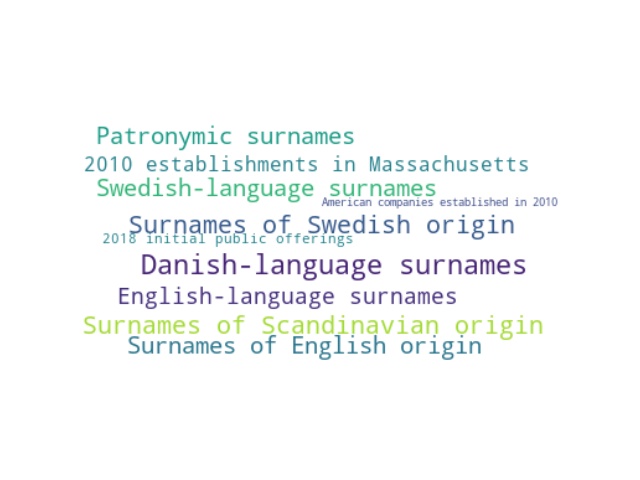 Patronymic surnames
2010 establishments in Massachusetts
Swedish-language surnames
American companies established in 2010
Surnames of Swedish origin
2018 initial public offerings
Danish-language surnames
English-language surnames
Surnames of Scandinavian origin
Surnames of English origin